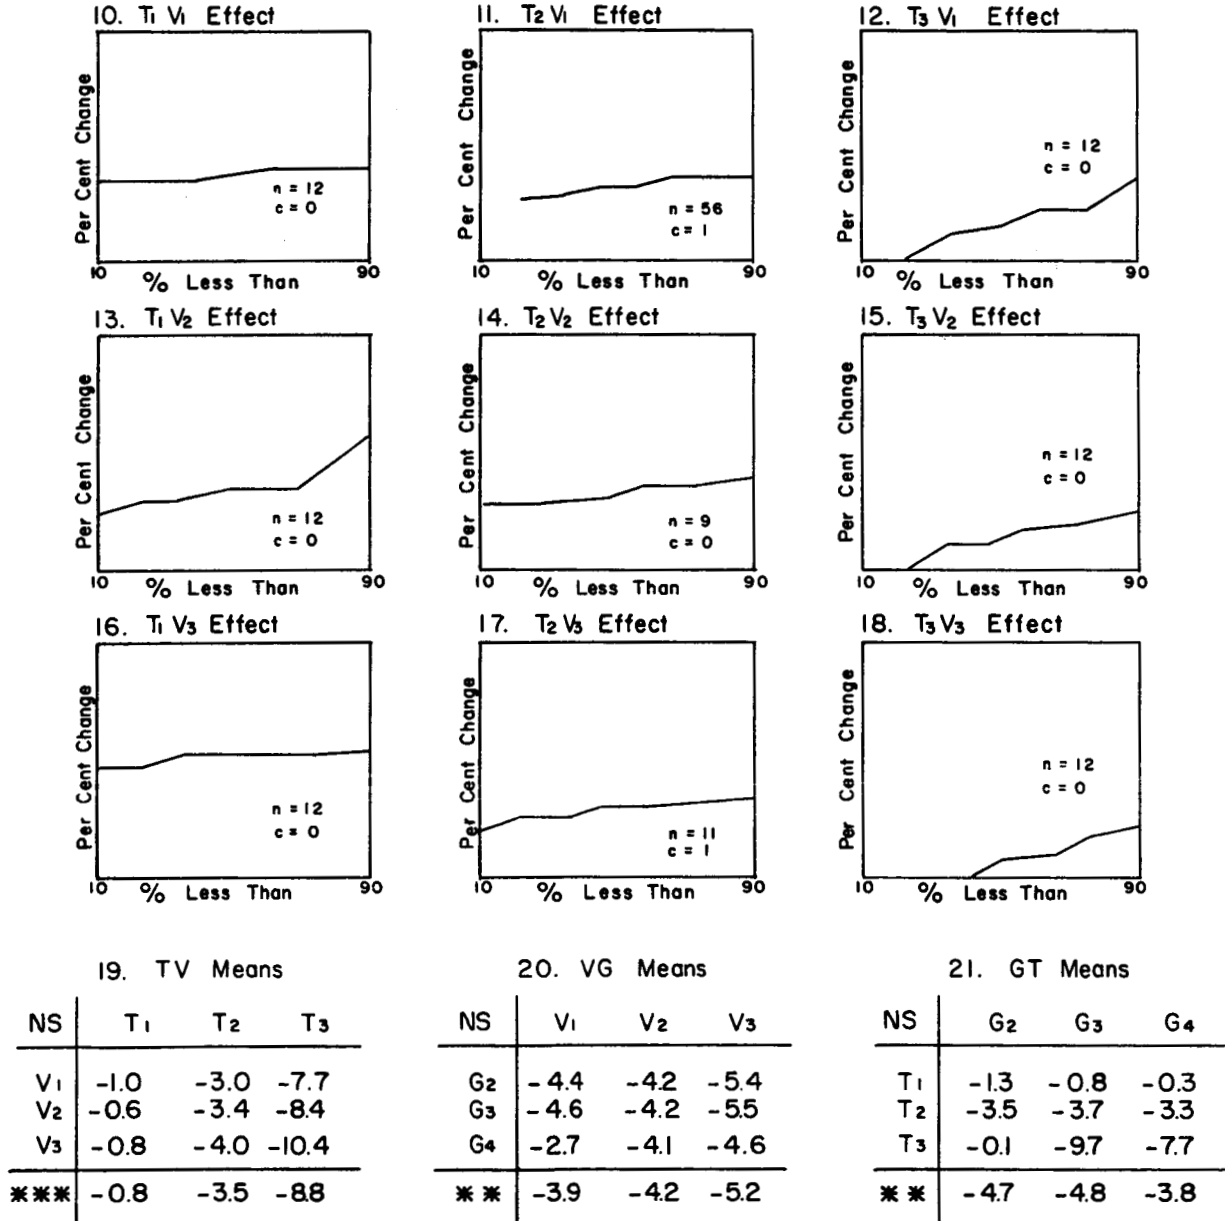 10. T1 V1 Effect
Per Cent Change
n = 12
c = 0
10 % Less Than 90
11. T2 V1 Effect
Per Cent Change
n = 56
c = 1
10 % Less Than 90
12. T3 V1 Effect
Per Cent Change
n = 12
c = 0
10 % Less Than 90
13. T1 V2 Effect
Per Cent Change
n = 12
c = 0
10 % Less Than 90
14. T2 V2 Effect
Per Cent Change
n = 9
c = 0
10 % Less Than 90
15. T3 V2 Effect
Per Cent Change
n = 12
c = 0
10 % Less Than 90
16. T1 V3 Effect
Per Cent Change
n = 12
c = 0
10 % Less Than 90
17. T2 V3 Effect
Per Cent Change
n = 11
c = 1
10 % Less Than 90
18. T3 V3 Effect
Per Cent Change
n = 12
c = 0
10 % Less Than 90
19. TV Means
NS T1 T2 T3
V1 -1.0 -3.0 -7.7
V2 -0.6 -3.4 -8.4
V3 -0.8 -4.0 -10.4
*** -0.8 -3.5 -8.8
20. VG Means
NS V1 V2 V3
G2 -4.4 -4.2 -5.4
G3 -4.6 -4.2 -5.5
G4 -2.7 -4.1 -4.6
** -3.9 -4.2 -5.2
21. GT Means
NS G2 G3 G4
T1 -1.3 -0.8 -0.3
T2 -3.5 -3.7 -3.3
T3 -0.1 -9.7 -7.7
** -4.7 -4.8 -3.8